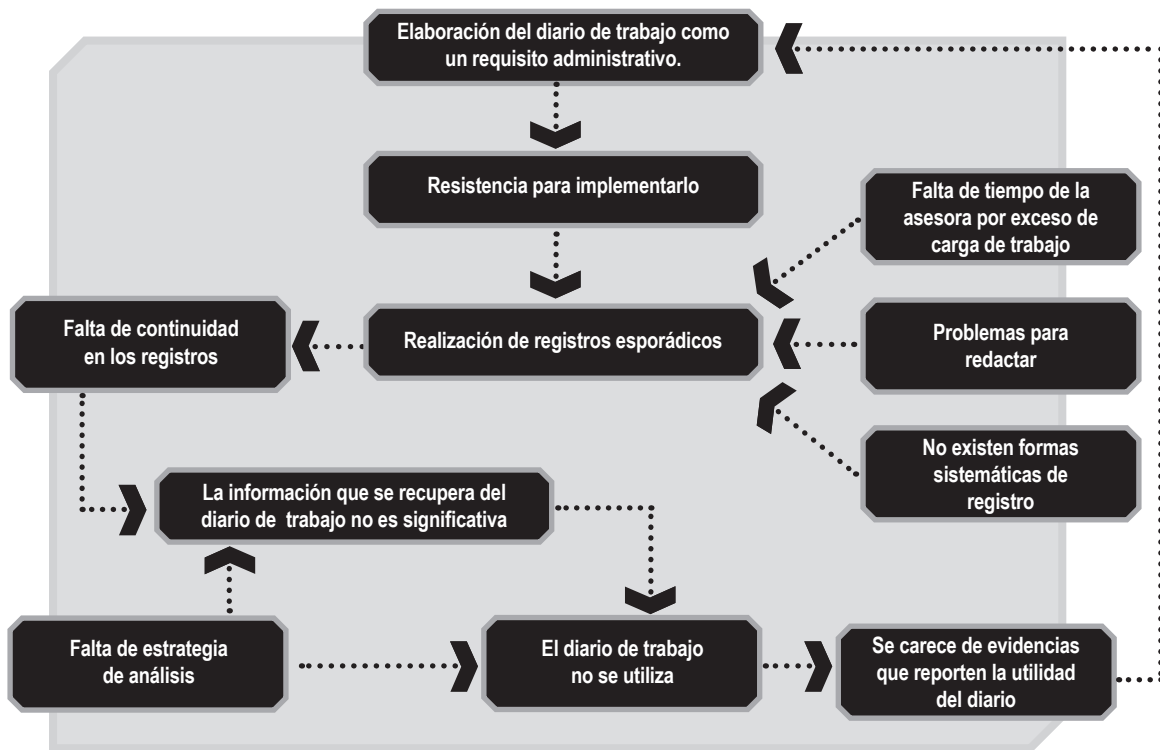 Elaboración del diario de trabajo como
un requisito administrativo.
Resistencia para implementarlo
Falta de tiempo de la
asesora por exceso de
carga de trabajo
Falta de continuidad
en los registros
Realización de registros esporádicos
Problemas para
redactar
No existen formas
sistemáticas de
registro
La información que se recupera del
diario de trabajo no es significativa
Falta de estrategia
de análisis
El diario de trabajo
no se utiliza
Se carece de evidencias
que reporten la utilidad
del diario